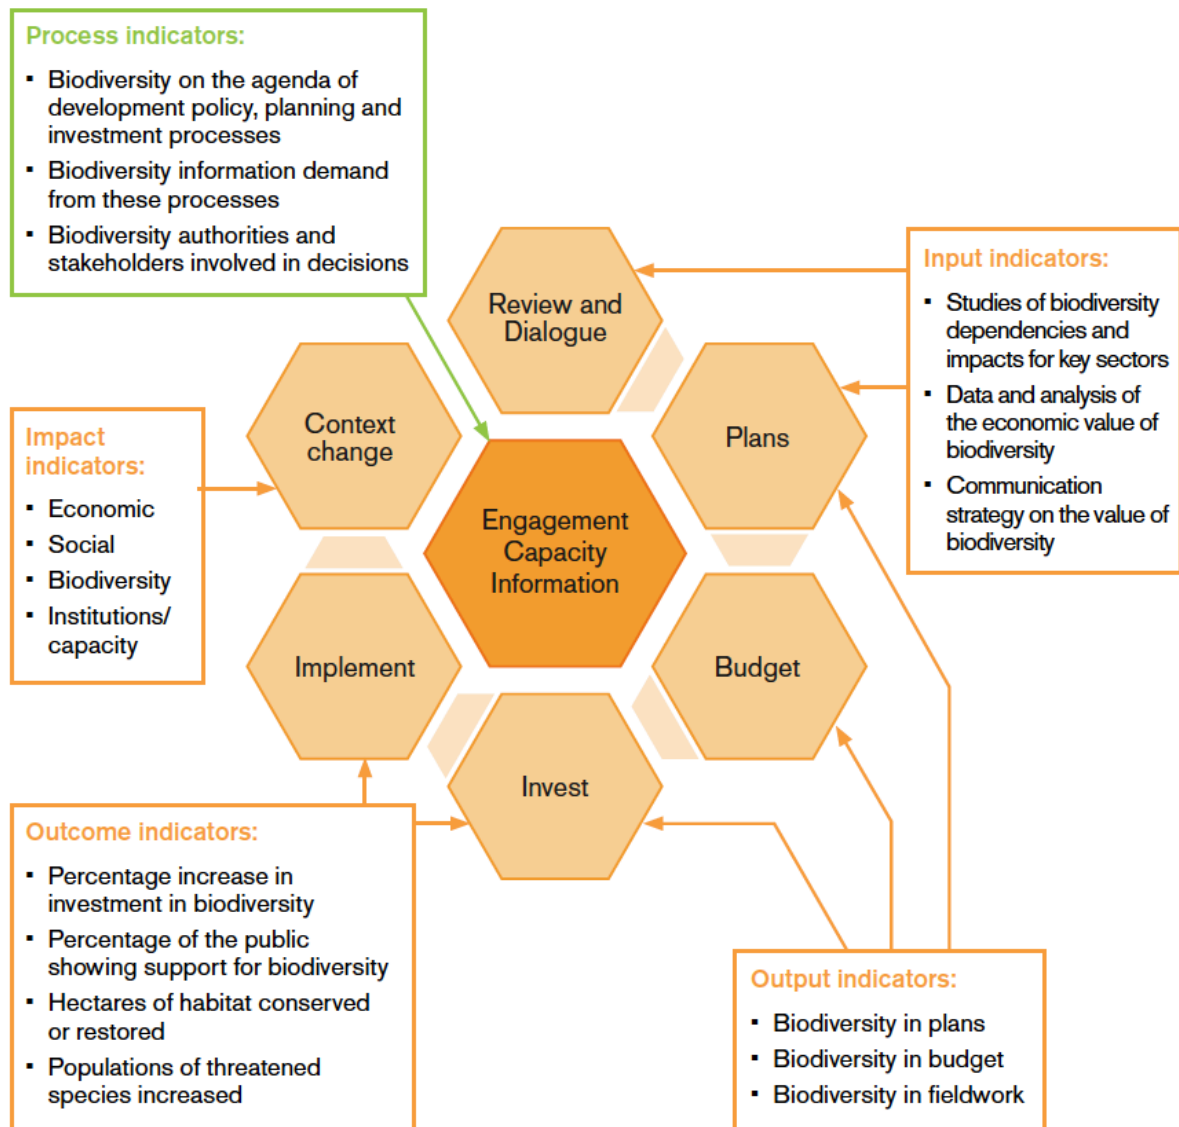 Process indicators:
▪ Biodiversity on the agenda of
development policy, planning and
investment processes
▪ Biodiversity information demand
from these processes
▪ Biodiversity authorities and
stakeholders involved in decisions
Review and
Dialogue
Input indicators:
▪ Studies of biodiversity
dependencies and
impacts for key sectors
▪ Data and analysis of
the economic value of
biodiversity
▪ Communication
strategy on the value of
biodiversity
Context
change
Plans
Impact
indicators:
▪ Economic
▪ Social
▪ Biodiversity
▪ Institutions/
capacity
Engagement
Capacity
Information
Implement
Budget
Invest
Outcome indicators:
▪ Percentage increase in
investment in biodiversity
▪ Percentage of the public
showing support for biodiversity
▪ Hectares of habitat conserved
or restored
▪ Populations of threatened
species increased
Output indicators:
▪ Biodiversity in plans
▪ Biodiversity in budget
▪ Biodiversity in fieldwork